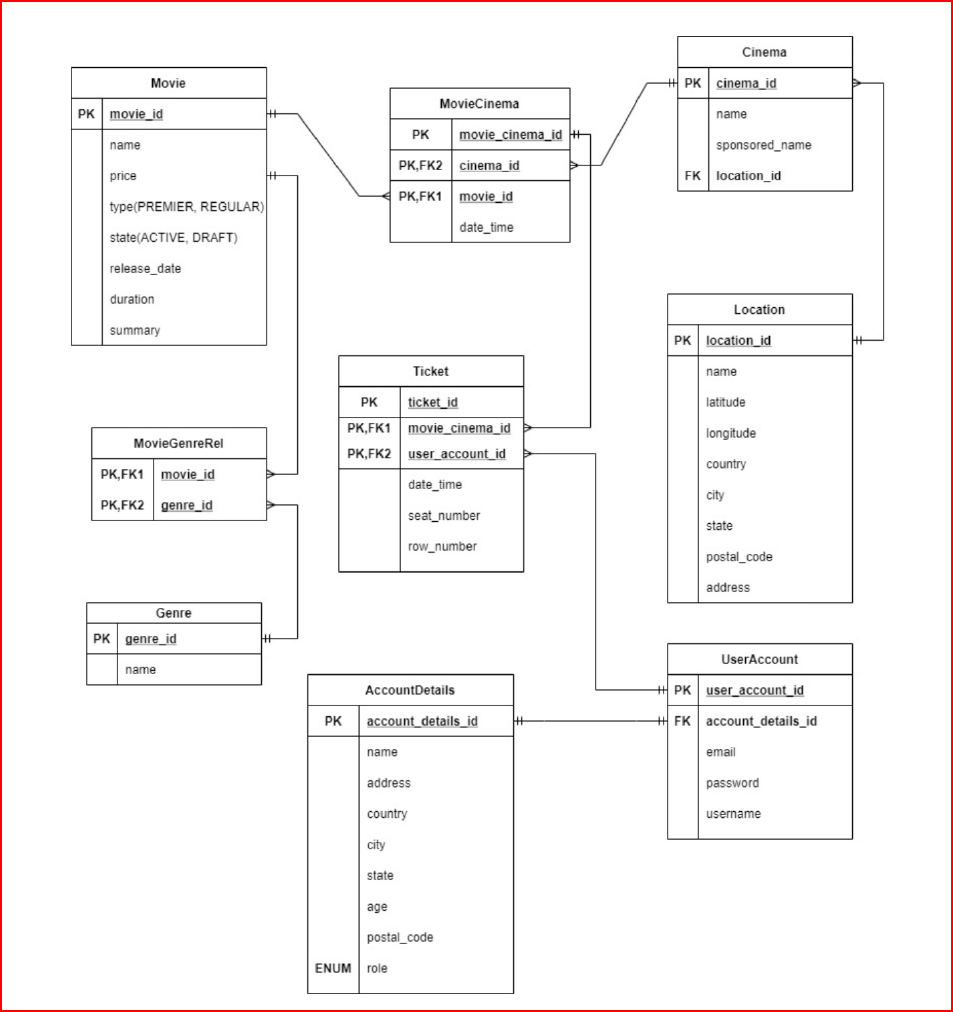 Movie
PK movie_id
name
price
type(PREMIER, REGULAR)
state(ACTIVE, DRAFT)
release_date
duration
summary
MovieCinema
PK movie_cinema_id
PK,FK2 cinema_id
PK,FK1 movie_id
date_time
Cinema
PK cinema_id
name
sponsored_name
FK location_id
Location
PK location_id
name
latitude
longitude
country
city
state
postal_code
address
Ticket
PK ticket_id
PK,FK1 movie_cinema_id
PK,FK2 user_account_id
date_time
seat_number
row_number
MovieGenreRel
PK,FK1 movie_id
PK,FK2 genre_id
Genre
PK genre_id
name
AccountDetails
PK account_details_id
name
address
country
city
state
age
postal_code
ENUM role
UserAccount
PK user_account_id
FK account_details_id
email
password
username